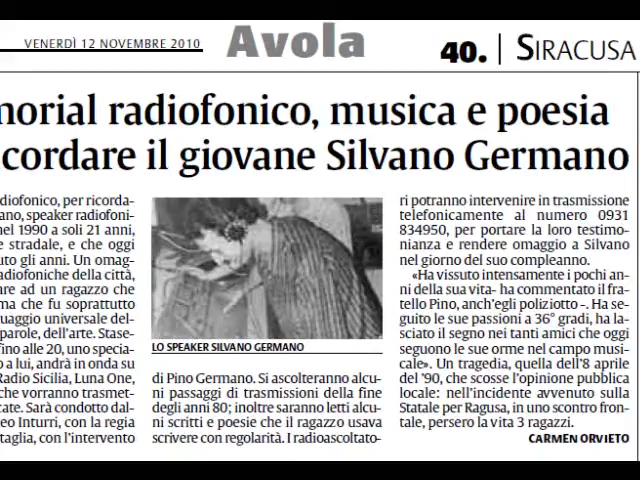 VENERDÌ 12 NOVEMBRE 2010
Avola
40. SIRACUSA
morial radiofonico, musica e poesia
cordare il giovane Silvano Germano
diofonico, per ricorda-
ano, speaker radiofoni-
nel 1990 a soli 21 anni,
e stradale, e che oggi
uto gli anni. Un omag-
adiofoniche della città,
are ad un ragazzo che
ma che fu soprattutto
uaggio universale del-
parole, dell'arte. Stase-
fino alle 20, uno specia-
o a lui, andrà in onda su
Radio Sicilia, Luna One,
che vorranno trasmet-
cate. Sarà condotto dal-
eo Inturri, con la regia
taglia, con l'intervento
LO SPEAKER SILVANO GERMANO
di Pino Germano. Si ascolteranno alcu-
ni passaggi di trasmissioni della fine
degli anni 80; inoltre saranno letti alcu-
ni scritti e poesie che il ragazzo usava
scrivere con regolarità. I radioascoltato-
ri potranno intervenire in trasmissione
telefonicamente al numero 0931
834950, per portare la loro testimo-
nianza e rendere omaggio a Silvano
nel giorno del suo compleanno.
«Ha vissuto intensamente i pochi an-
ni della sua vita- ha commentato il fra-
tello Pino, anch'egli poliziotto -. Ha se-
guito le sue passioni a 36° gradi, ha la-
sciato il segno nei tanti amici che oggi
seguono le sue orme nel campo musi-
cale». Un tragedia, quella dell'8 aprile
del '90, che scosse l'opinione pubblica
locale: nell'incidente avvenuto sulla
Statale per Ragusa, in uno scontro fron-
tale, persero la vita 3 ragazzi.
CARMEN ORVIETO